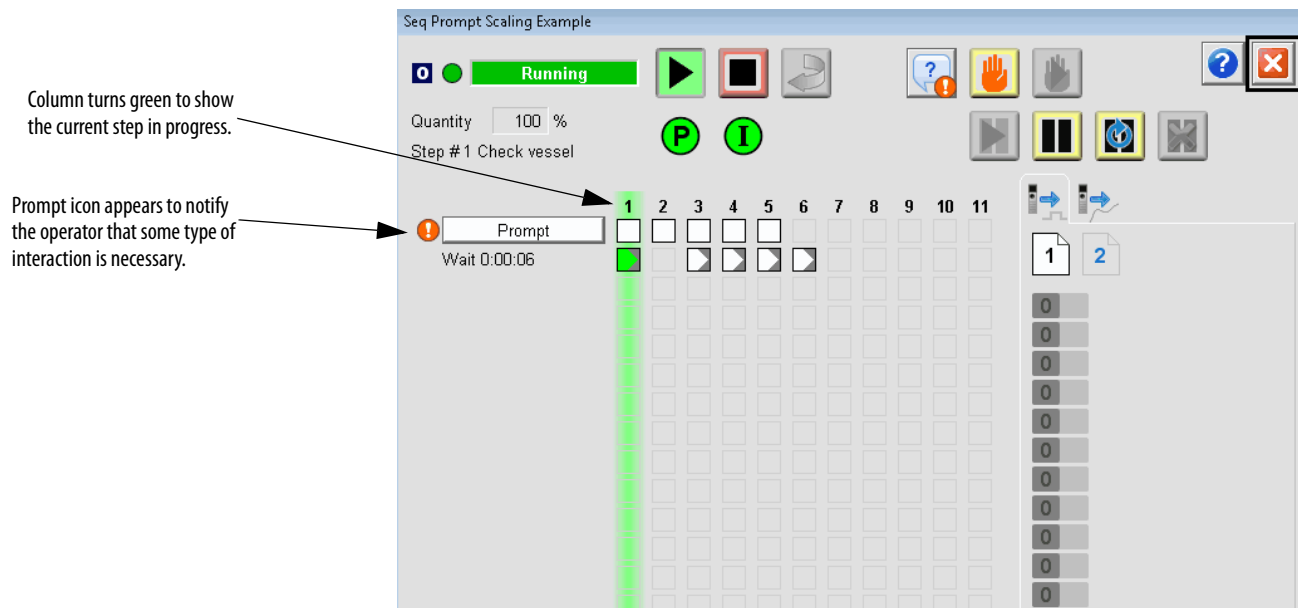 Seq Prompt Scaling Example
O Running
?
?
Column turns green to show
the current step in progress.
Quantity 100 %
P I
Step # 1 Check vessel
Prompt icon appears to notify
the operator that some type of
interaction is necessary.
1 2 3 4 5 6 7 8 9 10 11
! Prompt
Wait 0:00:06
1 2
0
0
0
0
0
0
0
0
0
0
0